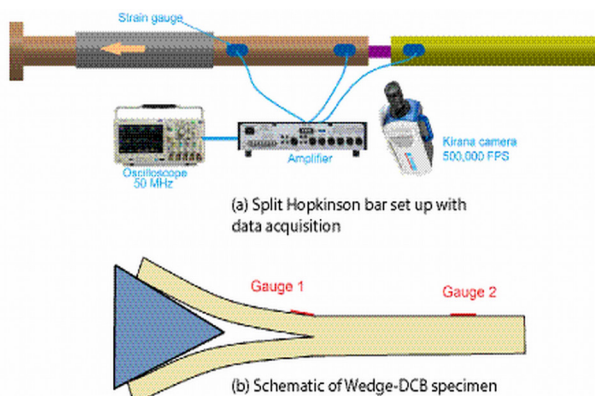 Strain gauge
Oscilloscope
50 MHz
Amplifier
Kirana camera
500,000 FPS
(a) Split Hopkinson bar set up with
data acquisition
Gauge 1
Gauge 2
(b) Schematic of Wedge-DCB specimen